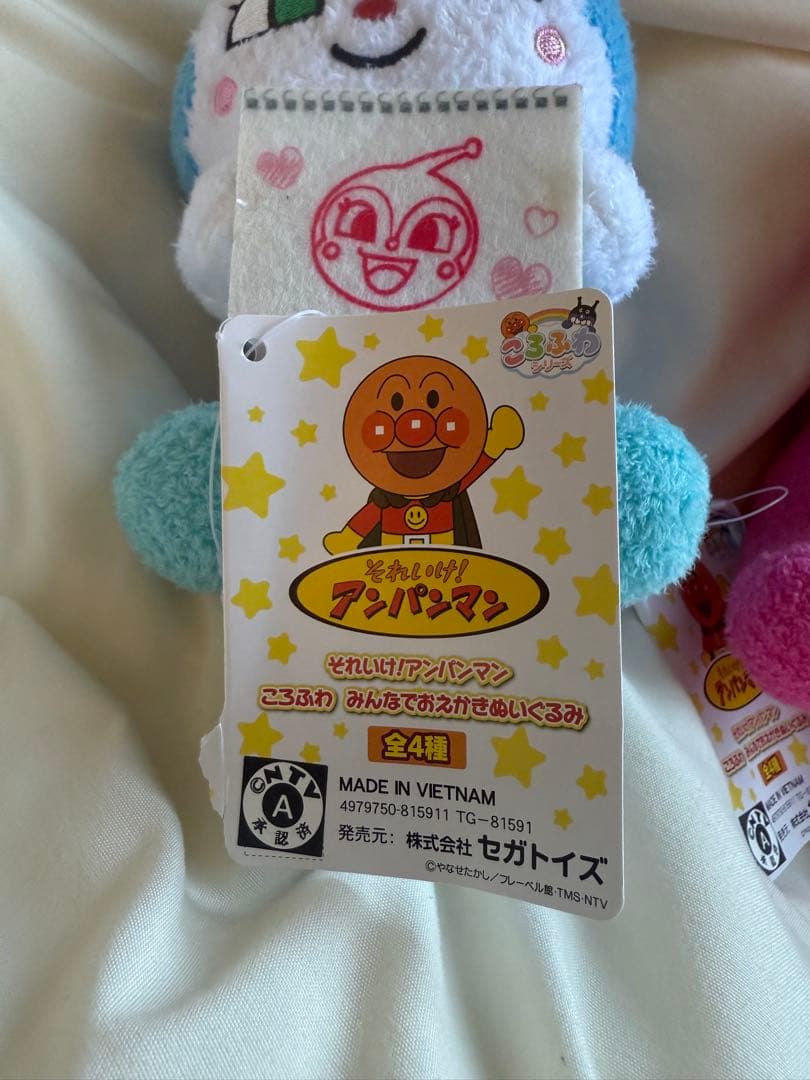 ころふわ
シリーズ
それいけ!
アンパンマン
それいけ!アンパンマン
ころふわ みんなでおえかきぬいぐるみ
全4種
CNTV
A
承認済
MADE IN VIETNAM
4979750-815911 TG-81591
発売元: 株式会社 セガトイズ
©やなせたかし/フレーベル館・TMS・NTV